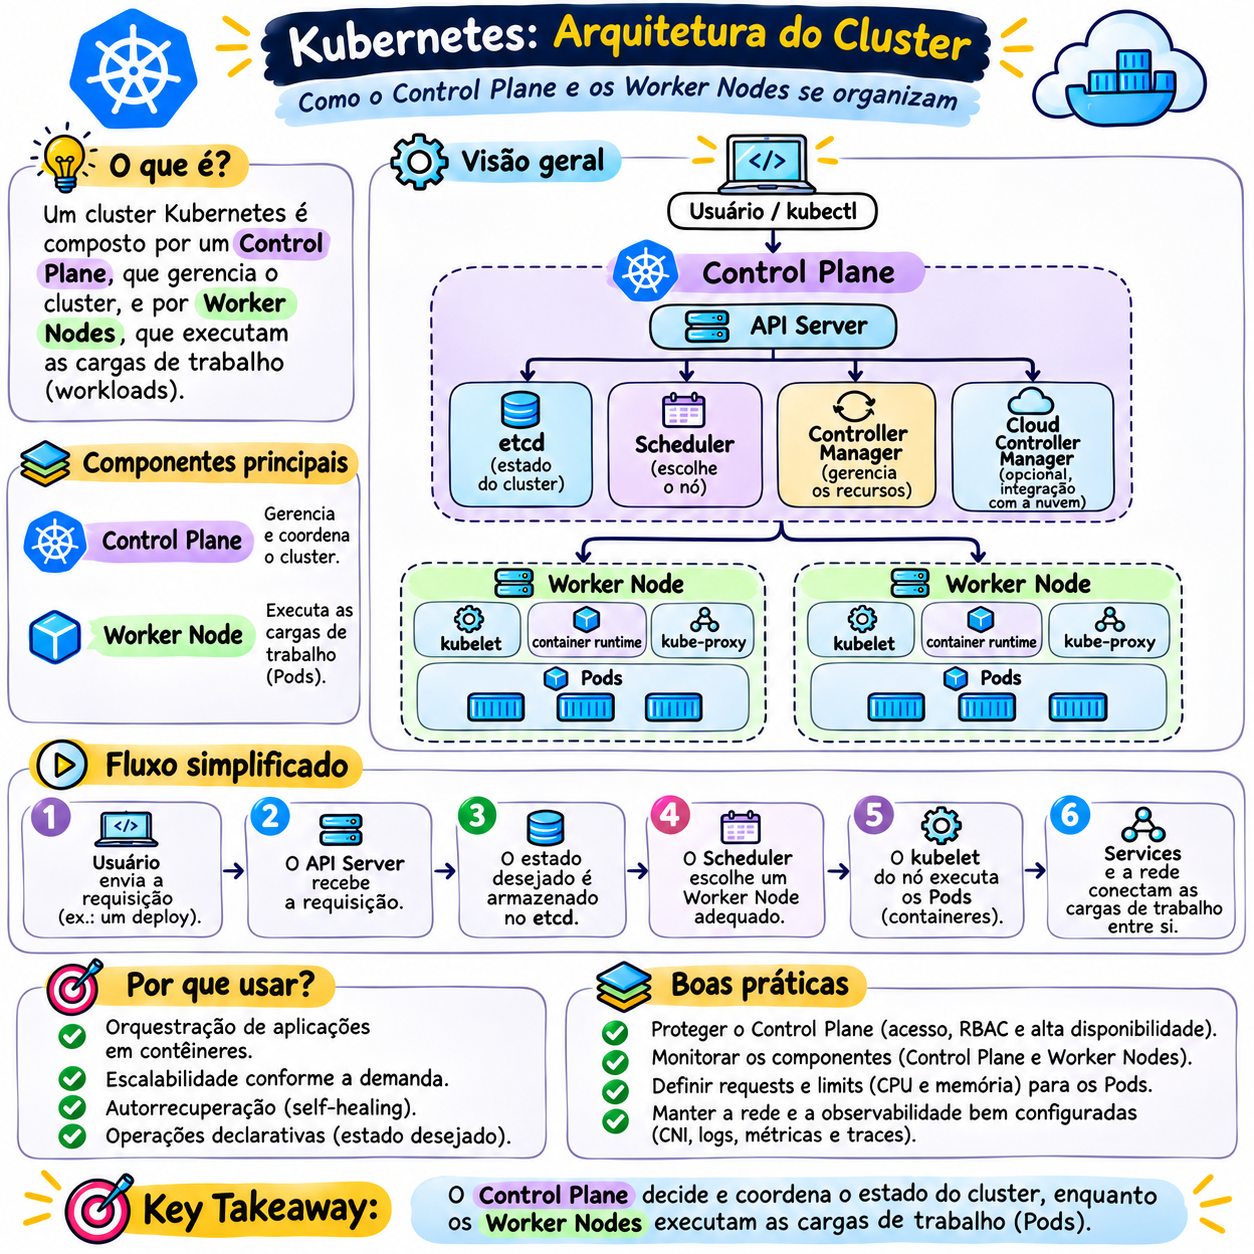 Kubernetes: Arquitetura do Cluster
Como o Control Plane e os Worker Nodes se organizam
O que é?
Um cluster Kubernetes é
composto por um Control
Plane, que gerencia o
cluster, e por Worker
Nodes, que executam
as cargas de trabalho
(workloads).
Componentes principais
Control Plane
Gerencia
e coordena
o cluster.
Worker Node
Executa as
cargas de
trabalho
(Pods).
Visão geral
</>
Usuário / kubectl
Control Plane
API Server
etcd
(estado
do cluster)
Scheduler
(escolhe
o nó)
Controller
Manager
(gerencia
os recursos)
Cloud
Controller
Manager
(opcional,
integração
com a nuvem)
Worker Node
kubelet
container runtime
kube-proxy
Pods
Worker Node
kubelet
container runtime
kube-proxy
Pods
Fluxo simplificado
1
</>
Usuário
envia a
requisição
(ex.: um deploy).
2
O API Server
recebe
a requisição.
3
O estado
desejado é
armazenado
no etcd.
4
O Scheduler
escolhe um
Worker Node
adequado.
5
O kubelet
do nó executa
os Pods
(containeres).
6
Services
e a rede
conectam as
cargas de trabalho
entre si.
Por que usar?
Orquestração de aplicações
em contêineres.
Escalabilidade conforme a demanda.
Autorrecuperação (self-healing).
Operações declarativas (estado desejado).
Boas práticas
Proteger o Control Plane (acesso, RBAC e alta disponibilidade).
Monitorar os componentes (Control Plane e Worker Nodes).
Definir requests e limits (CPU e memória) para os Pods.
Manter a rede e a observabilidade bem configuradas
(CNI, logs, métricas e traces).
Key Takeaway:
O Control Plane decide e coordena o estado do cluster, enquanto
os Worker Nodes executam as cargas de trabalho (Pods).